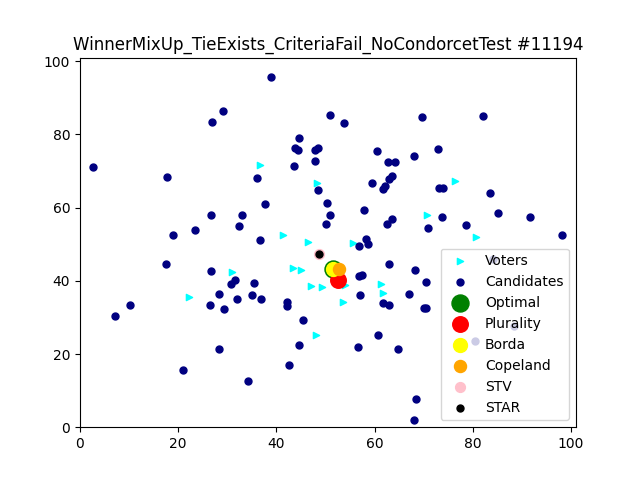 WinnerMixUp_TieExists_CriteriaFail_NoCondorcetTest #11194
100
80
60
40
20
0
Voters
Candidates
Optimal
Plurality
Borda
Copeland
STV
STAR
0 20 40 60 80 100